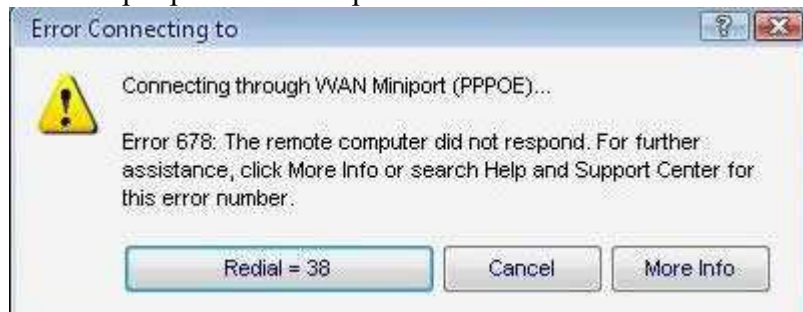 Error Connecting to
Connecting through WAN Miniport (PPPOE)...
Error 678: The remote computer did not respond. For further
assistance, click More Info or search Help and Support Center for
this error number.
Redial = 38
Cancel
More Info